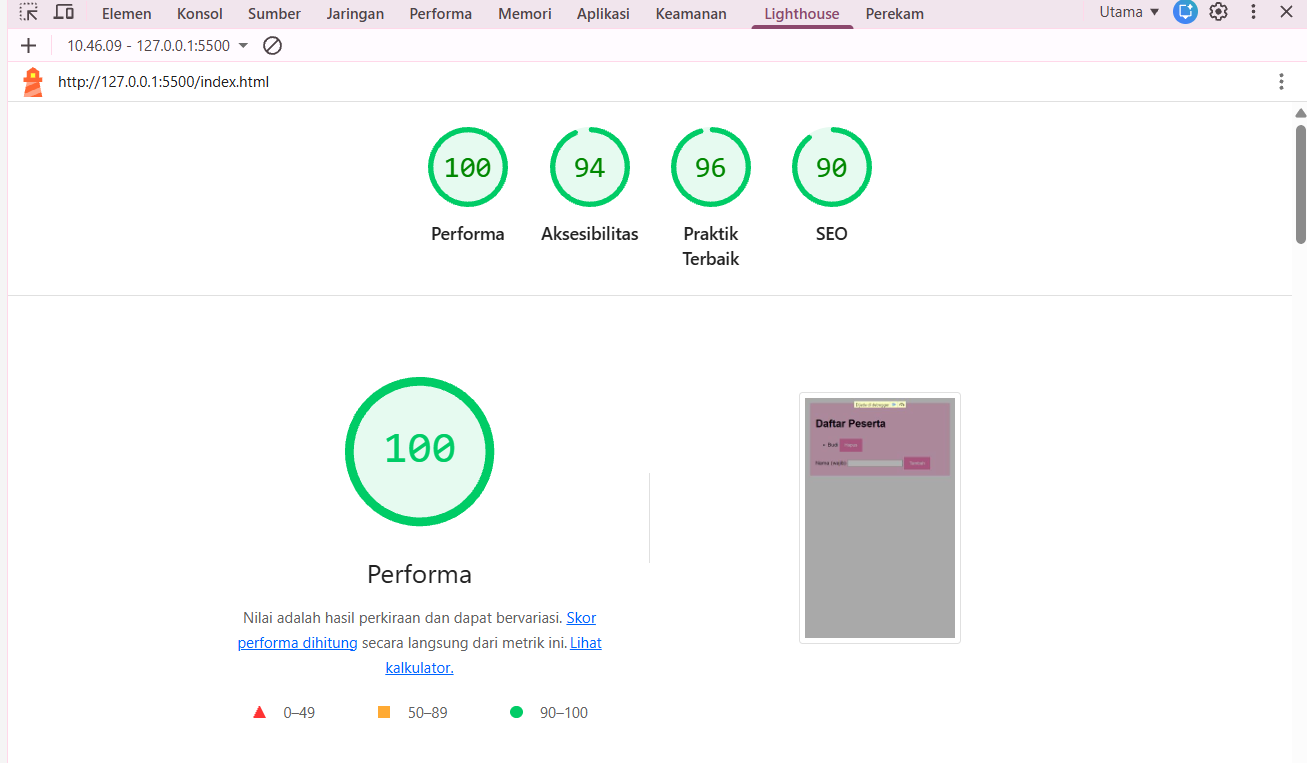 Elemen Konsol Sumber Jaringan Performa Memori Aplikasi Keamanan Lighthouse Perekam Utama
10.46.09 - 127.0.0.1:5500
http://127.0.0.1:5500/index.html
100 94 96 90
Performa Aksesibilitas Praktik Terbaik SEO
100
Performa
Nilai adalah hasil perkiraan dan dapat bervariasi. Skor
performa dihitung secara langsung dari metrik ini. Lihat
kalkulator.
0–49 50–89 90–100
Daftar Peserta
Budi